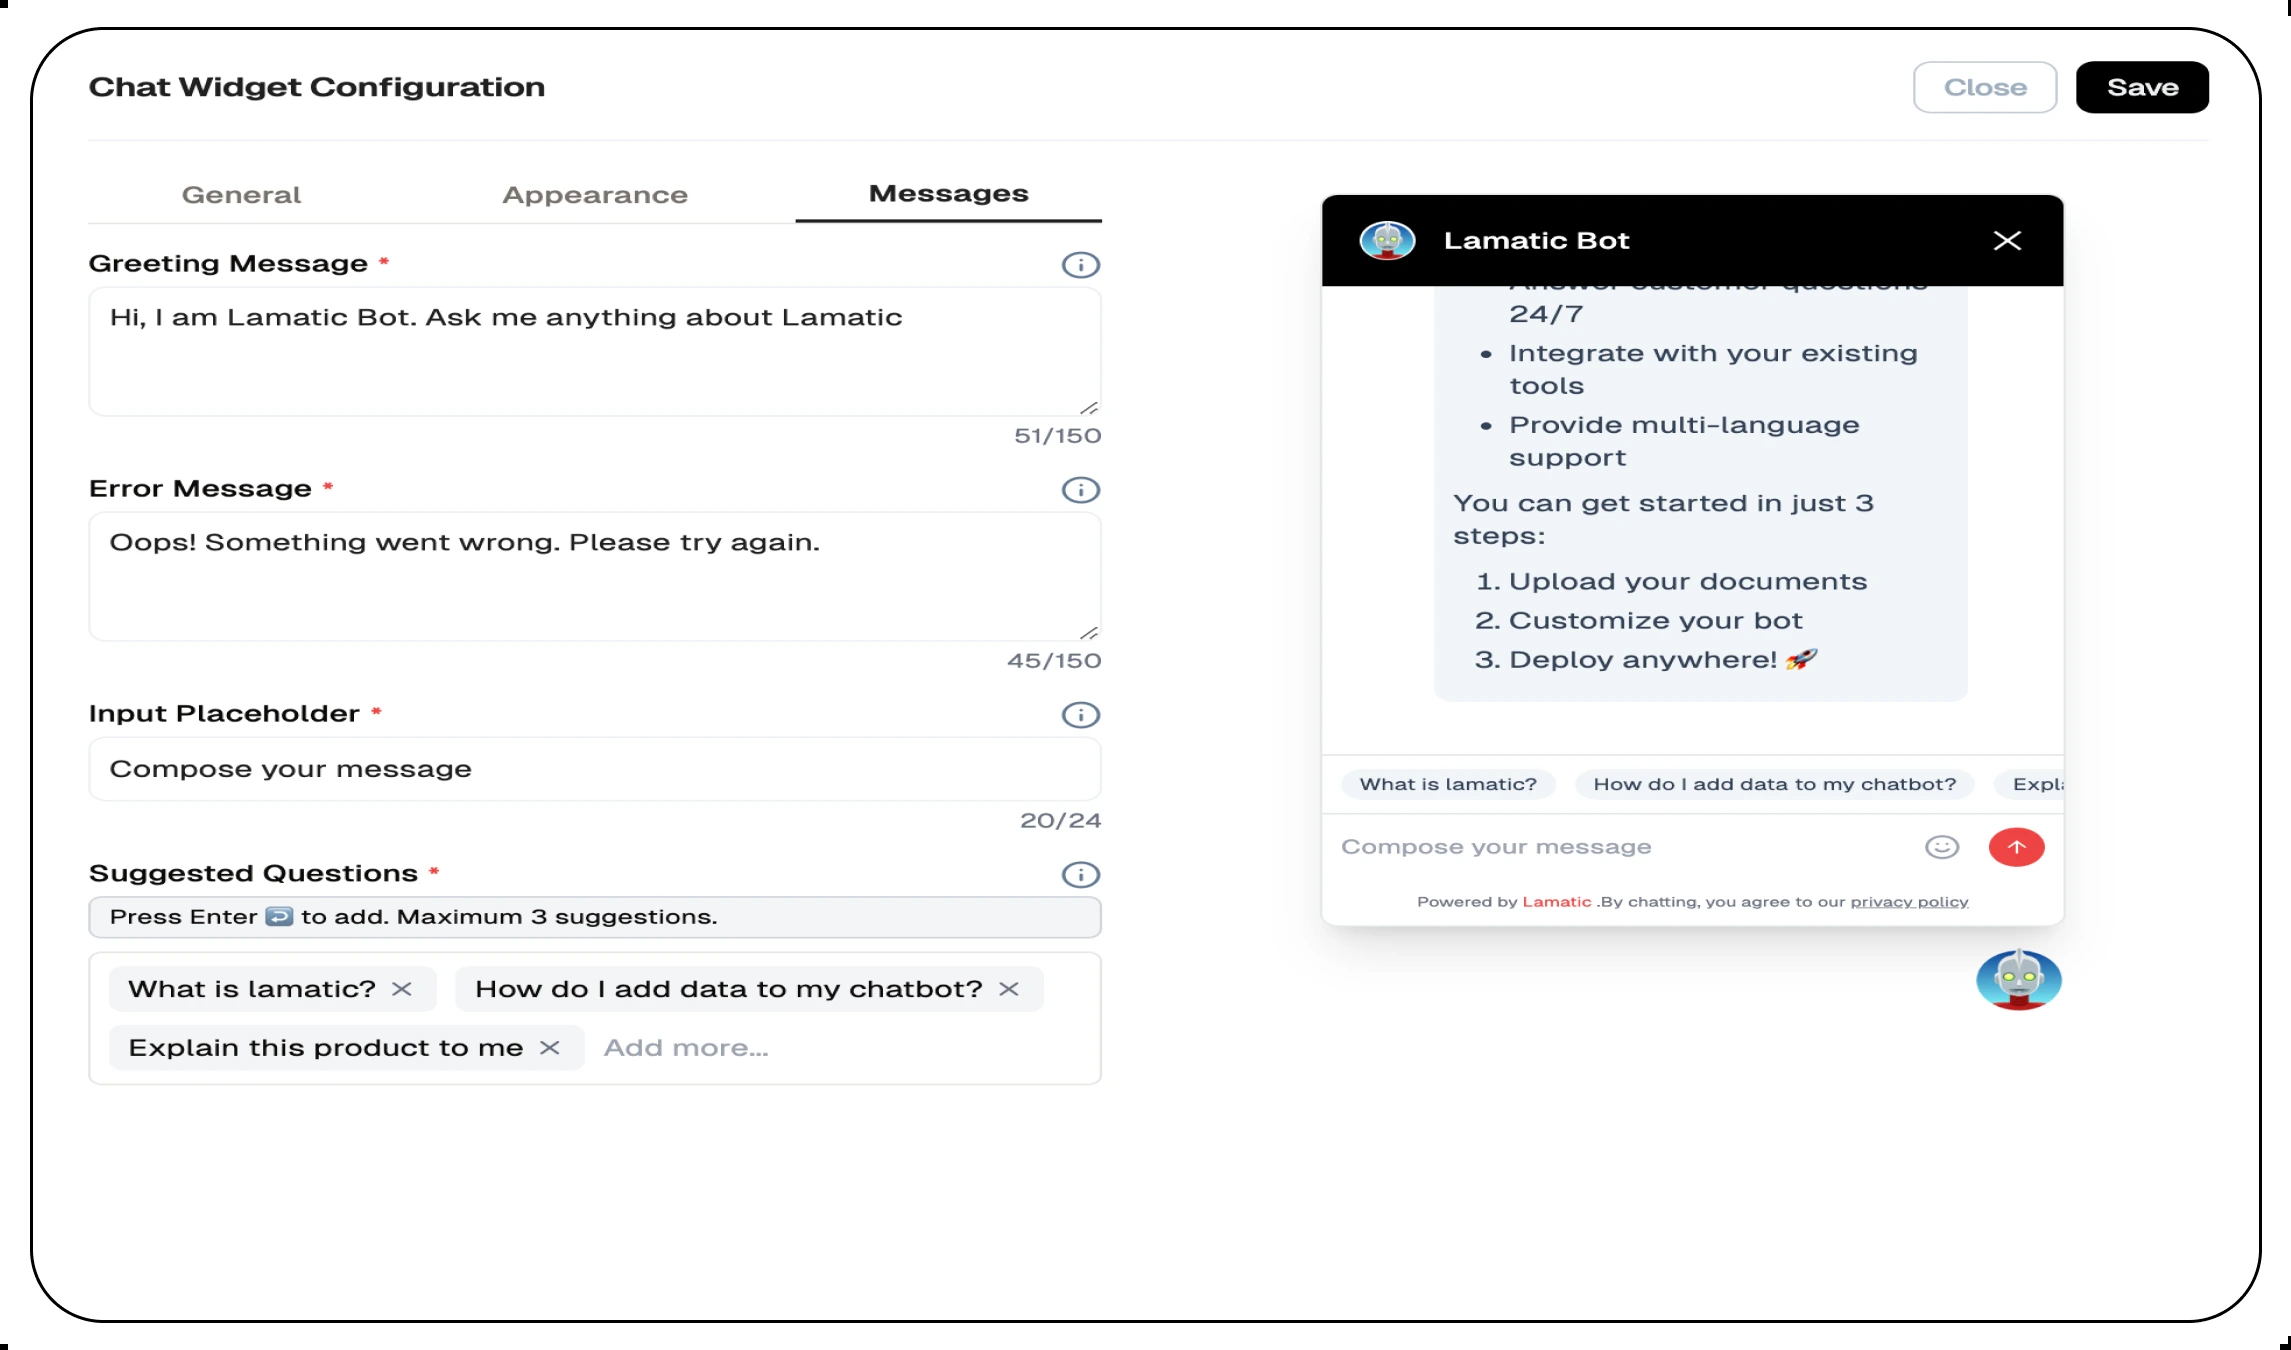 Chat Widget Configuration
Close
Save
General
Appearance
Messages
Greeting Message *
Hi, I am Lamatic Bot. Ask me anything about Lamatic
51/150
Error Message *
Oops! Something went wrong. Please try again.
45/150
Input Placeholder *
Compose your message
20/24
Suggested Questions *
Press Enter ↩️ to add. Maximum 3 suggestions.
What is lamatic?
How do I add data to my chatbot?
Explain this product to me
Add more...
Lamatic Bot
Answer customer questions
24/7
• Integrate with your existing
tools
• Provide multi-language
support
You can get started in just 3
steps:
1. Upload your documents
2. Customize your bot
3. Deploy anywhere! 🚀
What is lamatic?
How do I add data to my chatbot?
Expla
Compose your message
Powered by Lamatic .By chatting, you agree to our privacy policy